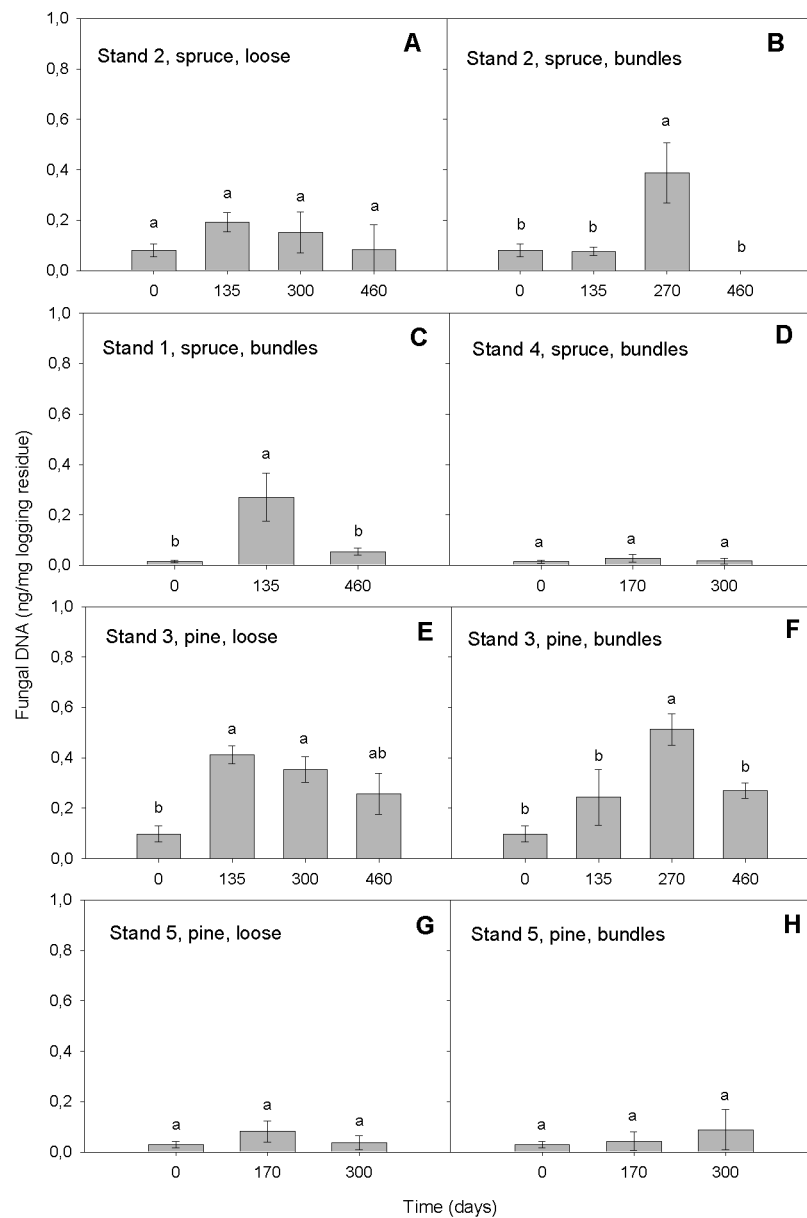 Fungal DNA (ng/mg logging residue)
A
Stand 2, spruce, loose
1,0
0,8
0,6
0,4
0,2
0,0
a
a
a
a
0
135
300
460
B
Stand 2, spruce, bundles
b
b
a
b
0
135
270
460
C
Stand 1, spruce, bundles
1,0
0,8
0,6
0,4
0,2
0,0
b
a
b
0
135
460
D
Stand 4, spruce, bundles
a
a
a
0
170
300
E
Stand 3, pine, loose
1,0
0,8
0,6
0,4
0,2
0,0
b
a
a
ab
0
135
300
460
F
Stand 3, pine, bundles
b
b
a
b
0
135
270
460
G
Stand 5, pine, loose
1,0
0,8
0,6
0,4
0,2
0,0
a
a
a
0
170
300
H
Stand 5, pine, bundles
a
a
a
0
170
300
Time (days)